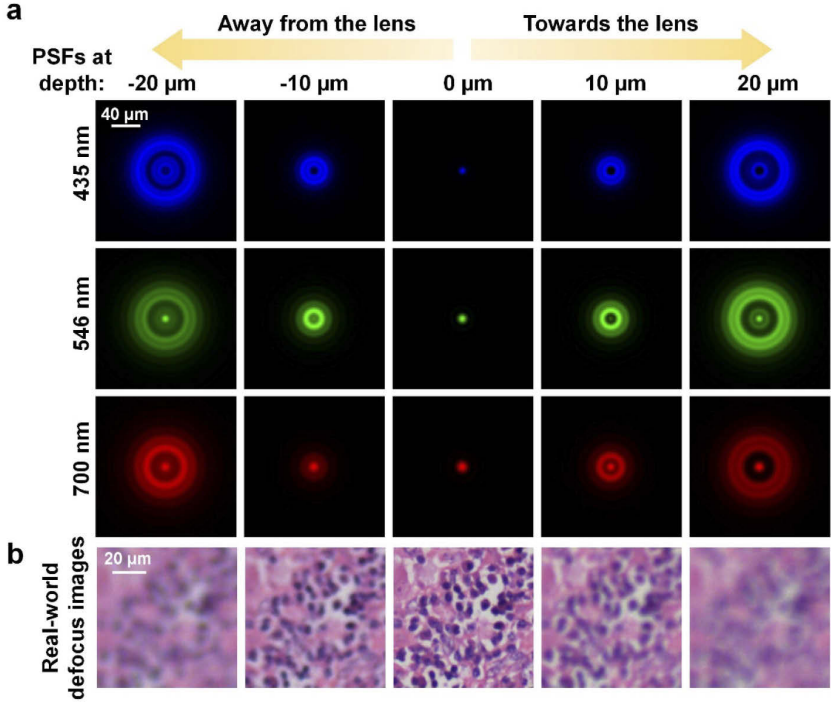 a
Away from the lens
Towards the lens
PSFs at
depth: -20 µm -10 µm 0 µm 10 µm 20 µm
40 µm
435 nm
546 nm
700 nm
b
20 µm
Real-world
defocus images